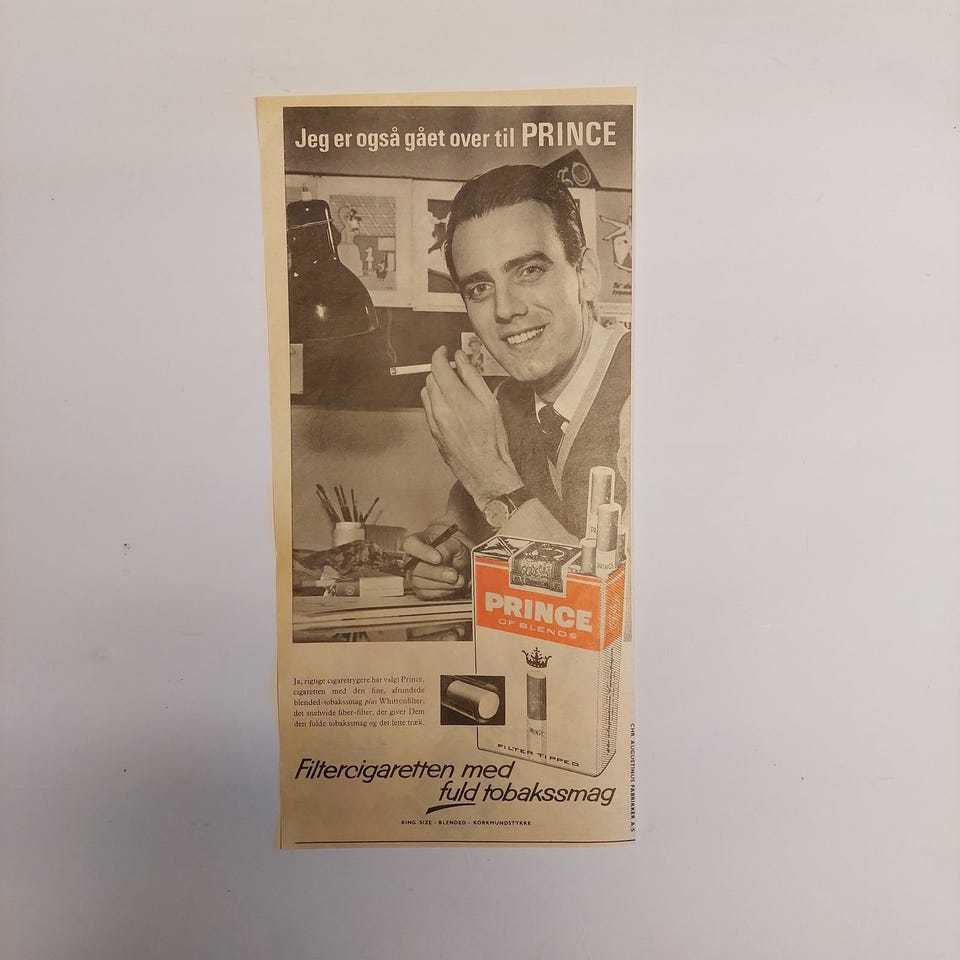 Jeg er også gået over til PRINCE
PRINCE
PRINCE
OF BLENDS
PRINCE
FILTER TIPPED
Ja, rigtige cigaretrygere har valgt Prince,
cigaretten med den fine, afrundede
blended-tobakssmag plus Whitronfilter,
det snehvide fiber-filter, der giver Dem
den fulde tobakssmag og det lette træk.
Filtercigaretten med
fuld tobakssmag
KING SIZE - BLENDED - KORKMUNDSTYKKE
CHR. AUGUSTINUS FABRIKKER A.S